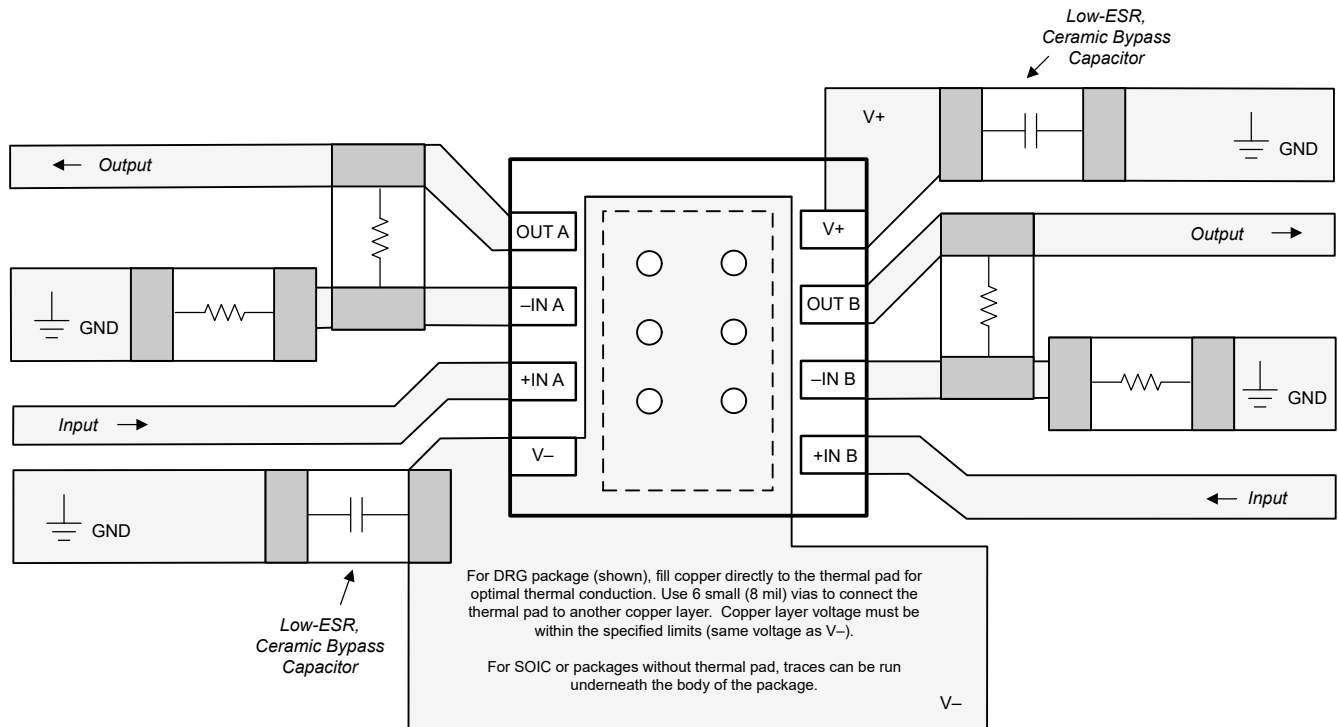 Low-ESR,
Ceramic Bypass
Capacitor
V+
GND
Output
OUT A
V+
Output
GND
–IN A
OUT B
+IN A
–IN B
GND
Input
V–
+IN B
Input
GND
For DRG package (shown), fill copper directly to the thermal pad for
optimal thermal conduction. Use 6 small (8 mil) vias to connect the
thermal pad to another copper layer.  Copper layer voltage must be
within the specified limits (same voltage as V–).
For SOIC or packages without thermal pad, traces can be run
underneath the body of the package.
Low-ESR,
Ceramic Bypass
Capacitor
V–